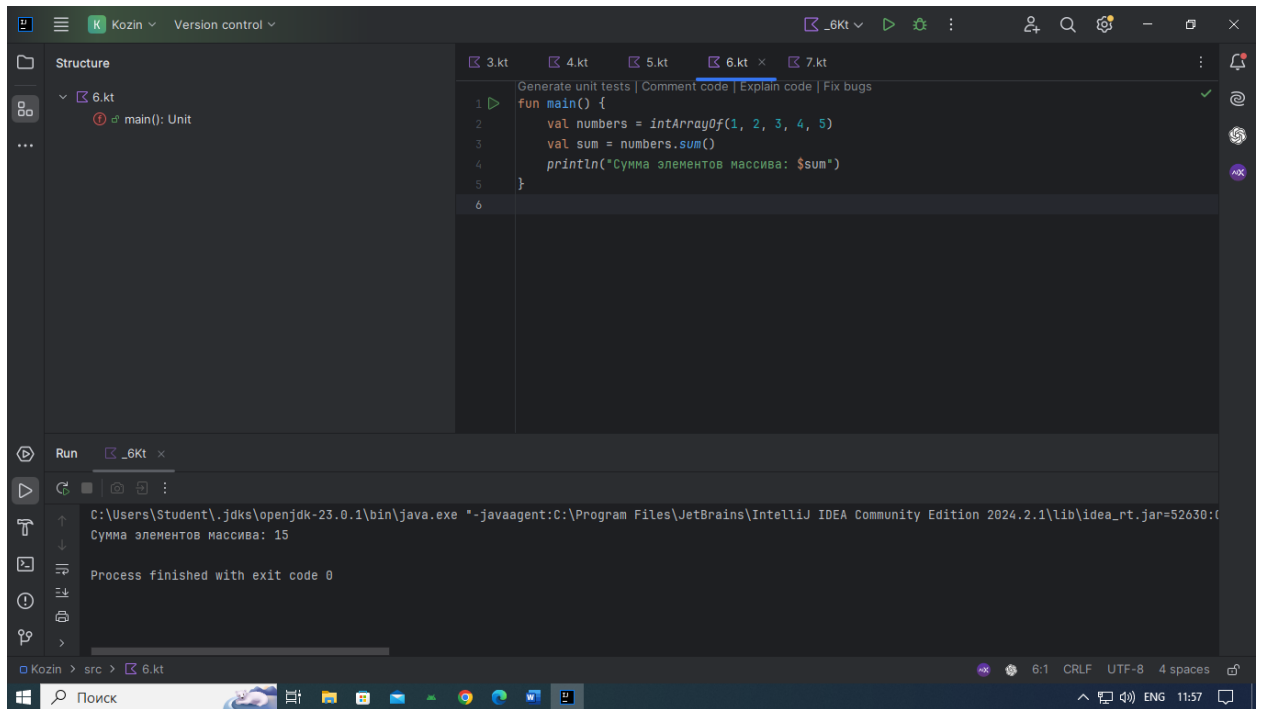 K Kozin Version control _6Kt
Structure
3.kt 4.kt 5.kt 6.kt 7.kt
6.kt
main(): Unit
Generate unit tests | Comment code | Explain code | Fix bugs
1 fun main() {
2 val numbers = intArrayOf(1, 2, 3, 4, 5)
3 val sum = numbers.sum()
4 println("Сумма элементов массива: $sum")
5 }
6
Run _6Kt
C:\Users\Student\.jdks\openjdk-23.0.1\bin\java.exe "-javaagent:C:\Program Files\JetBrains\IntelliJ IDEA Community Edition 2024.2.1\lib\idea_rt.jar=52630:
Сумма элементов массива: 15
Process finished with exit code 0
Kozin > src > 6.kt 6:1 CRLF UTF-8 4 spaces
Поиск ENG 11:57